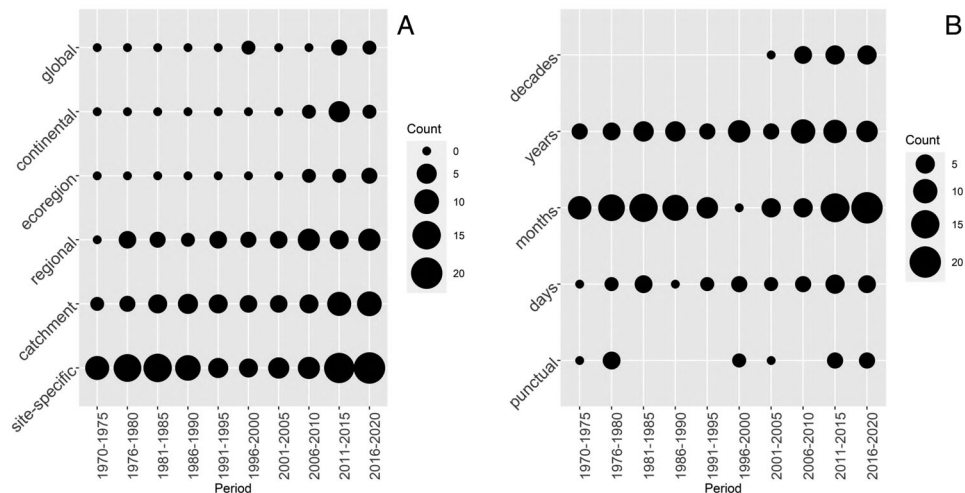 A
global
continental
ecoregion
regional
catchment
site-specific
1970-1975
1976-1980
1981-1985
1986-1990
1991-1995
1996-2000
2001-2005
2006-2010
2011-2015
2016-2020
Period
Count
0
5
10
15
20
B
decades
years
months
days
punctual
1970-1975
1976-1980
1981-1985
1986-1990
1991-1995
1996-2000
2001-2005
2006-2010
2011-2015
2016-2020
Period
Count
5
10
15
20